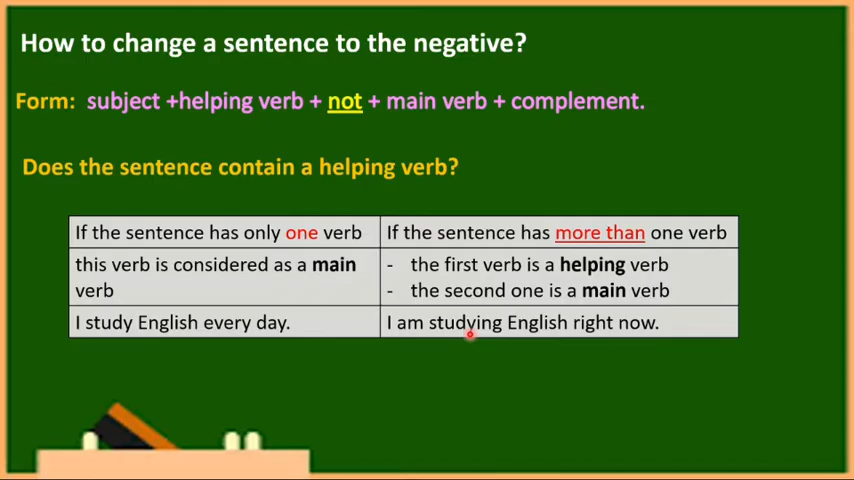 How to change a sentence to the negative?
Form: subject +helping verb + not + main verb + complement.
Does the sentence contain a helping verb?
If the sentence has only one verb
If the sentence has more than one verb
this verb is considered as a main
verb
- the first verb is a helping verb
- the second one is a main verb
I study English every day.
I am studying English right now.